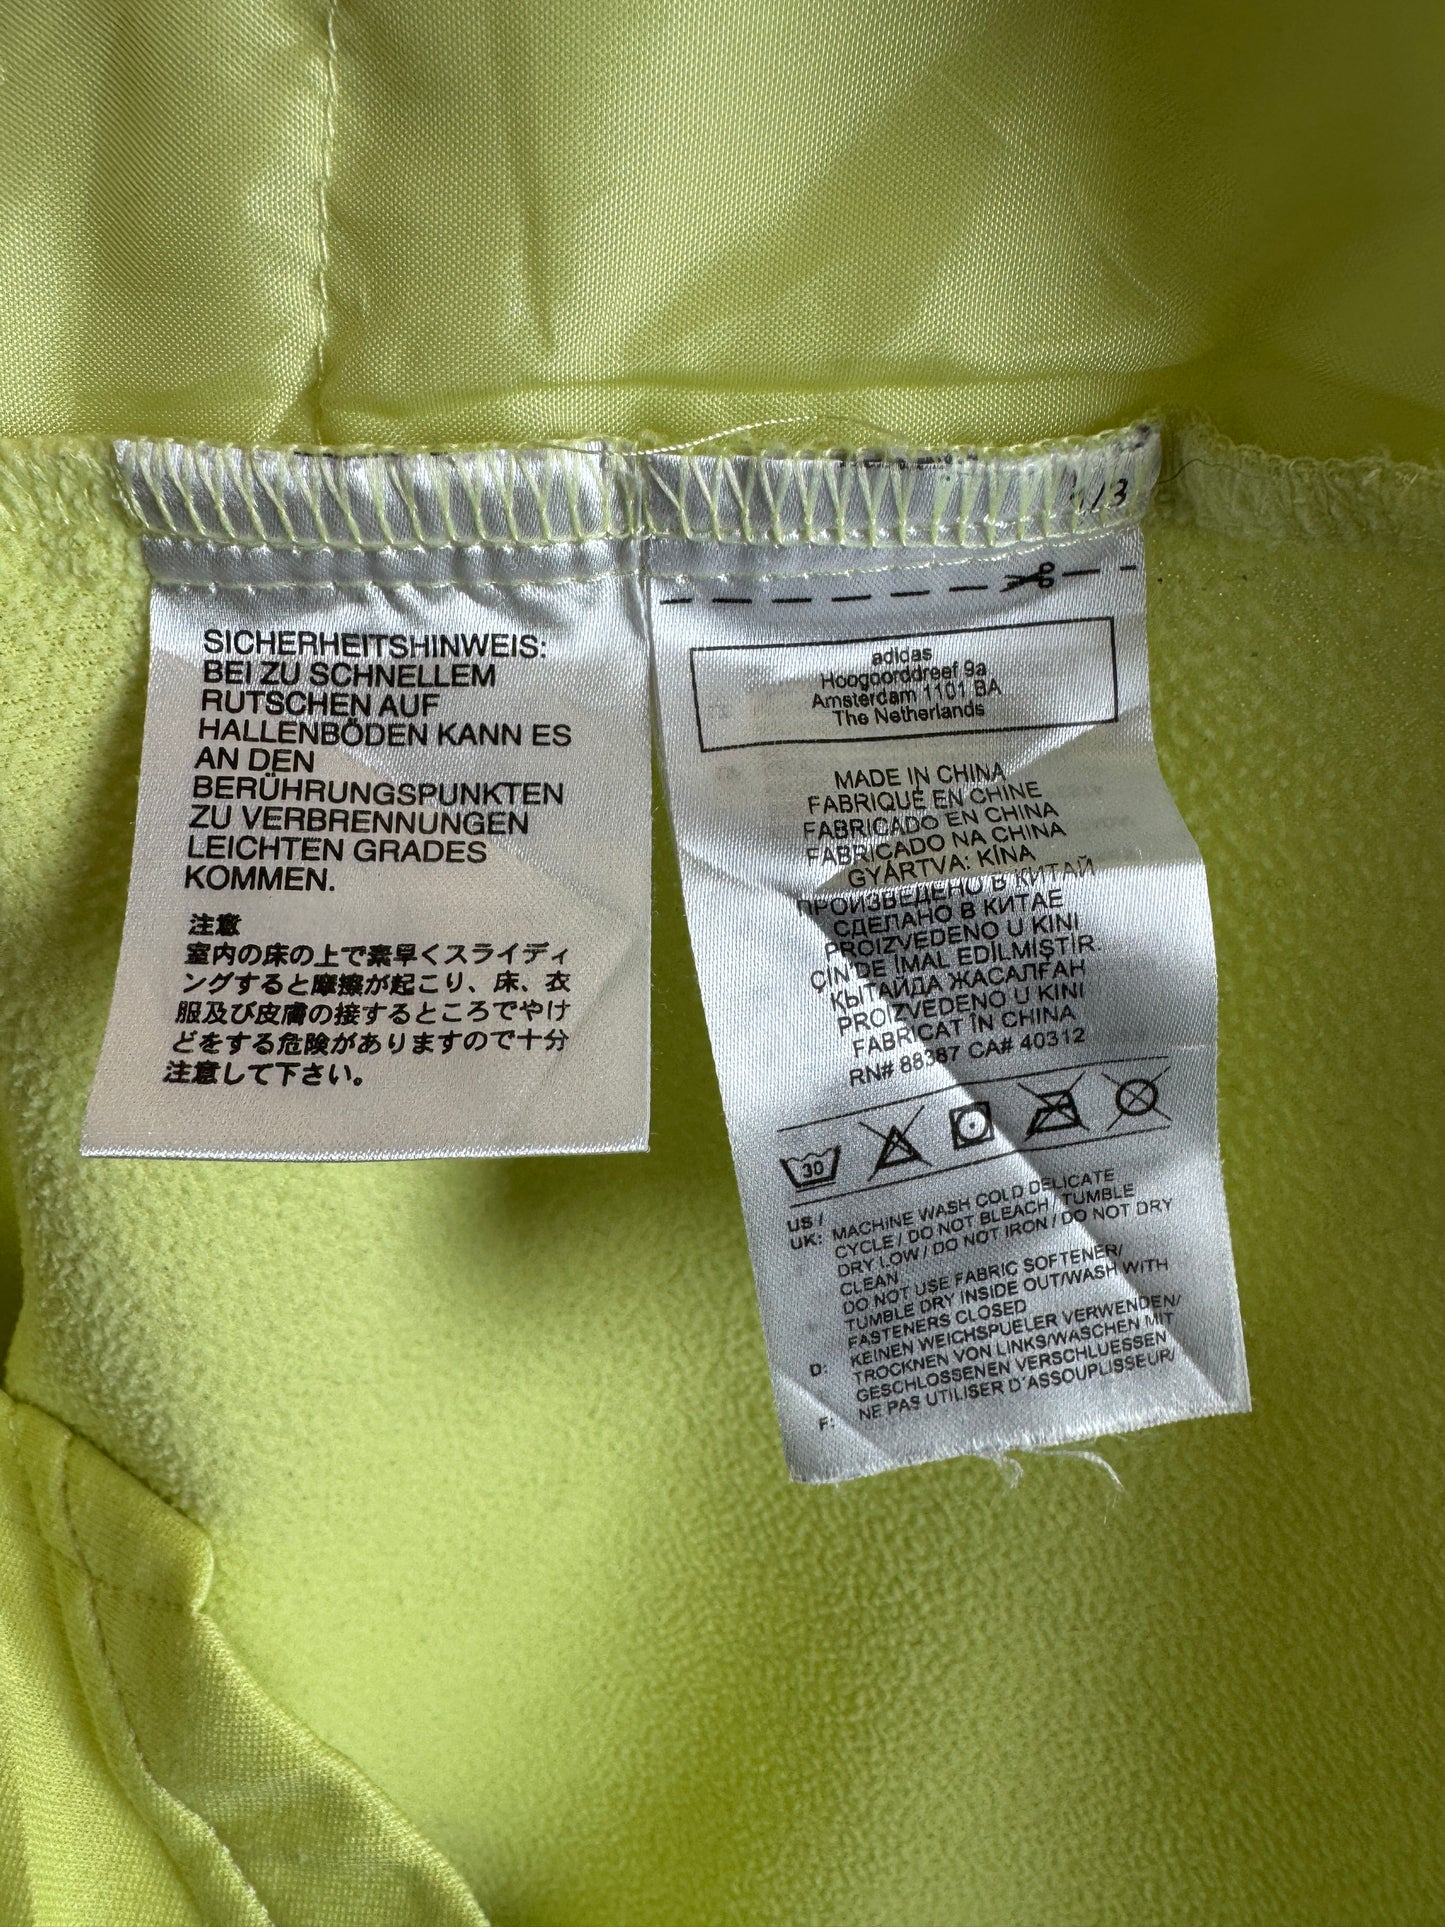 SICHERHEITSHINWEIS:
BEI ZU SCHNELLEM
RUTSCHEN AUF
HALLENBÖDEN KANN ES
AN DEN
BERÜHRUNGSPUNKTEN
ZU VERBRENNUNGEN
LEICHTEN GRADES
KOMMEN.
注意
室内の床の上で素早くスライディ
ングすると摩擦が起こり、床、衣
服及び皮膚の接するところでやけ
どをする危険がありますので十分
注意して下さい。
1/3
adidas
Hoogoorddreef 9a
Amsterdam 1101 BA
The Netherlands
MADE IN CHINA
FABRIQUÉ EN CHINE
FABRICADO EN CHINA
FABRICADO NA CHINA
GYÁRTVA: KÍNA
ПРОИЗВЕДЕНО В КИТАЙ
СДЕЛАНО В КИТАЕ
PROIZVEDENO U KINI
ÇIN'DE İMAL EDİLMİŞTİR.
ҚЫТАЙДА ЖАСАЛҒАН
PROIZVEDENO U KINI
FABRICAT ÎN CHINA
RN# 88387 CA# 40312
30
US / UK: MACHINE WASH COLD DELICATE
CYCLE / DO NOT BLEACH / TUMBLE
DRY LOW / DO NOT IRON / DO NOT DRY
CLEAN
DO NOT USE FABRIC SOFTENER/
TUMBLE DRY INSIDE OUT/WASH WITH
FASTENERS CLOSED
D: KEINEN WEICHSPUELER VERWENDEN/
TROCKNEN VON LINKS/WASCHEN MIT
GESCHLOSSENEN VERSCHLUESSEN
F: NE PAS UTILISER D'ASSOUPLISSEUR/